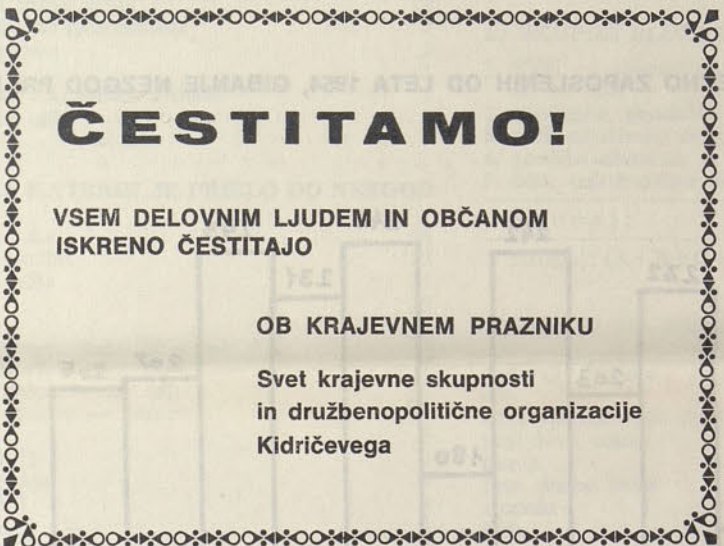 ČESTITAMO!
VSEM DELOVNIM LJUDEM IN OBČANOM
ISKRENO ČESTITAJO
OB KRAJEVNEM PRAZNIKU
Svet krajevne skupnosti
in družbenopolitične organizacije
Kidričevega